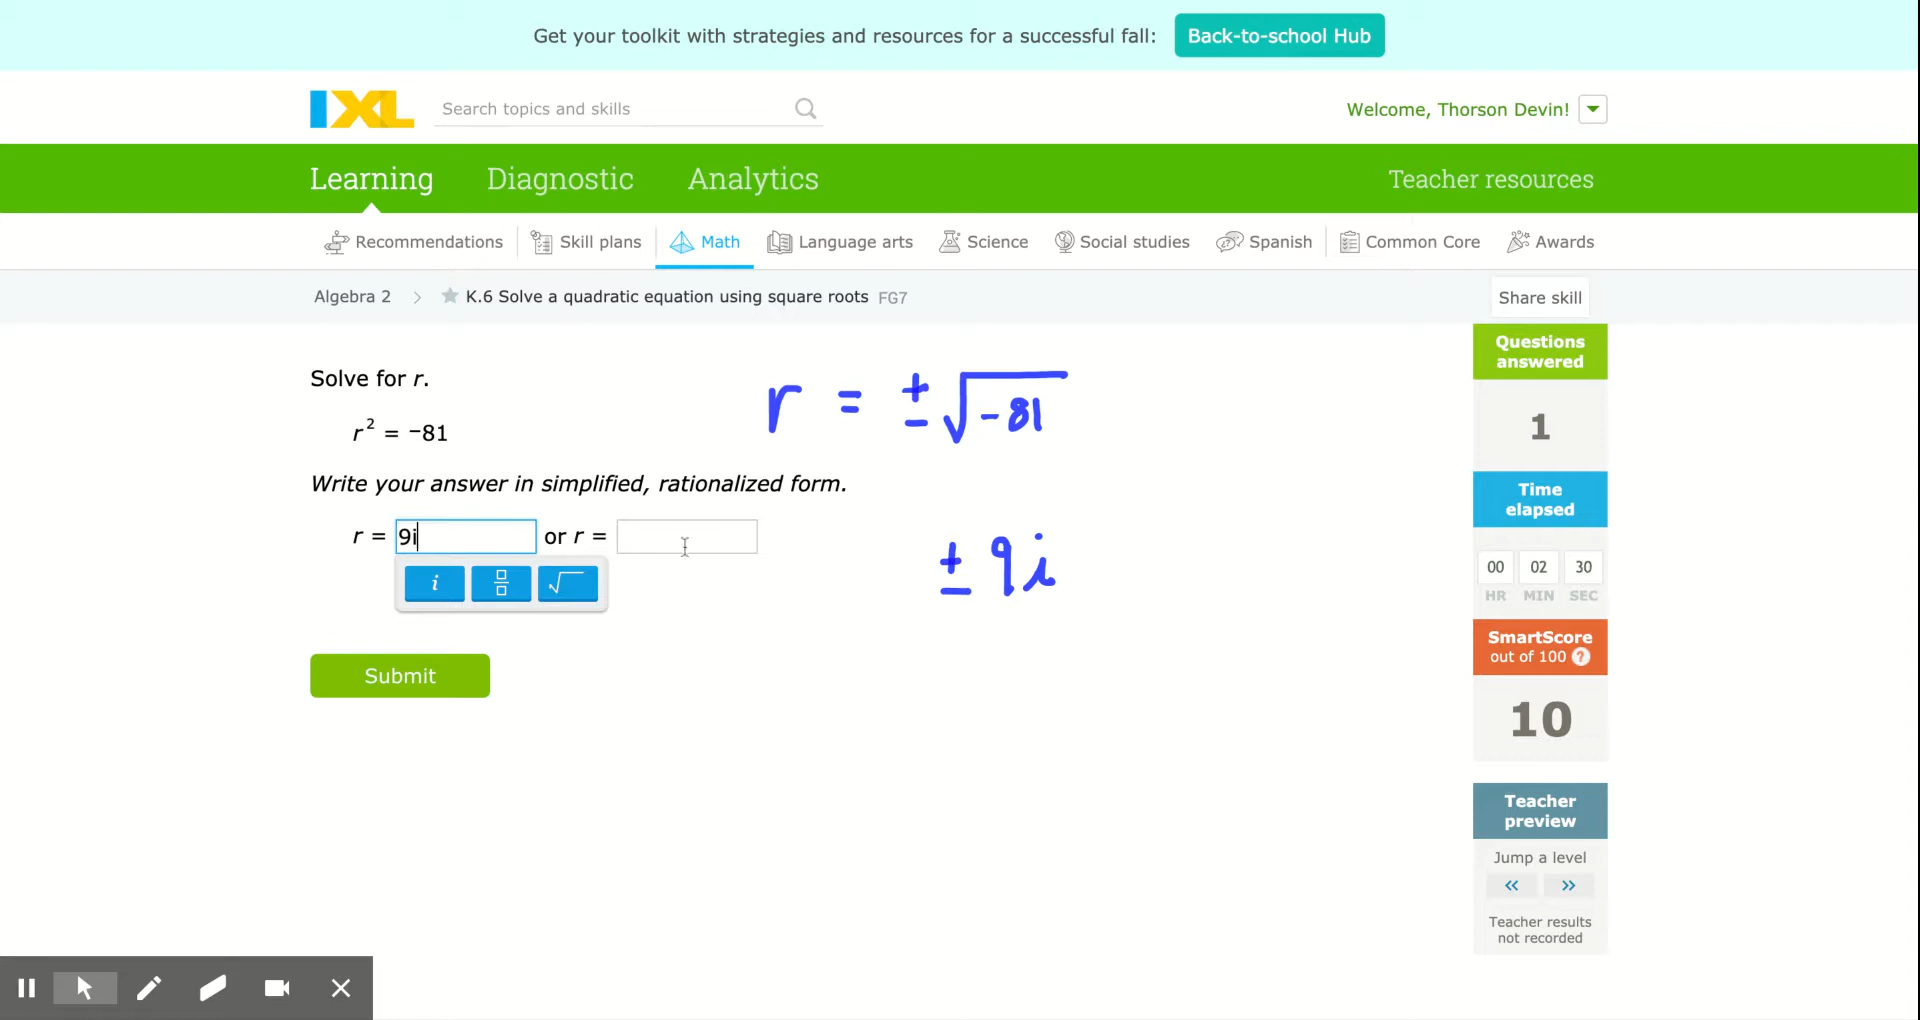 Get your toolkit with strategies and resources for a successful fall: Back-to-school Hub
IXL Search topics and skills Welcome, Thorson Devin!
Learning Diagnostic Analytics Teacher resources
Recommendations Skill plans Math Language arts Science Social studies Spanish Common Core Awards
Algebra 2 > K.6 Solve a quadratic equation using square roots FG7 Share skill
Solve for r.
r² = −81
Write your answer in simplified, rationalized form.
r = 9i or r =
i √
Submit
r = ±√-81
± 9i
Questions
answered
1
Time
elapsed
00 02 30
HR MIN SEC
SmartScore
out of 100 ?
10
Teacher
preview
Jump a level
« »
Teacher results
not recorded